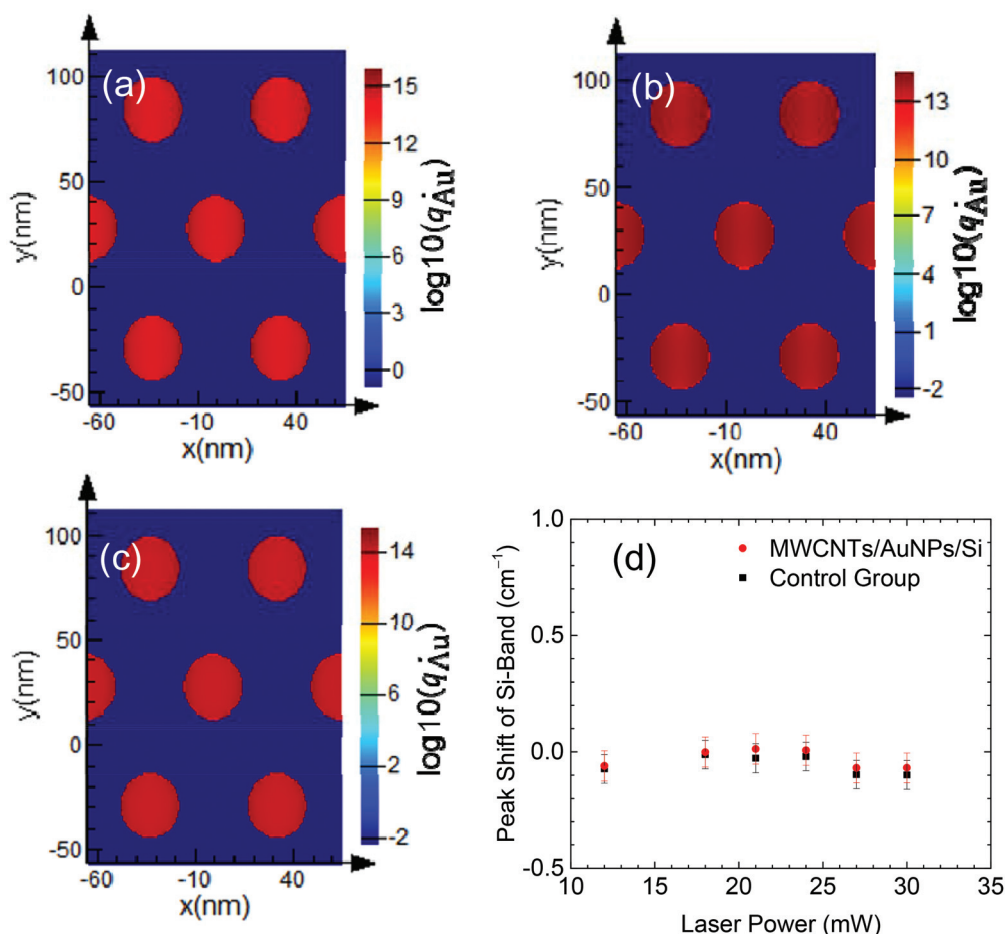 (a)
100
50
0
-50
y(nm)
-60
-10
40
x(nm)
15
12
9
6
3
0
log10(q̇Au)
(b)
100
50
0
-50
y(nm)
-60
-10
40
x(nm)
13
10
7
4
1
-2
log10(q̇Au)
(c)
100
50
0
-50
y(nm)
-60
-10
40
x(nm)
14
10
6
2
-2
log10(q̇Au)
(d)
MWCNTs/AuNPs/Si
Control Group
1.0
0.5
0.0
-0.5
Peak Shift of Si-Band (cm⁻¹)
10 15 20 25 30 35
Laser Power (mW)